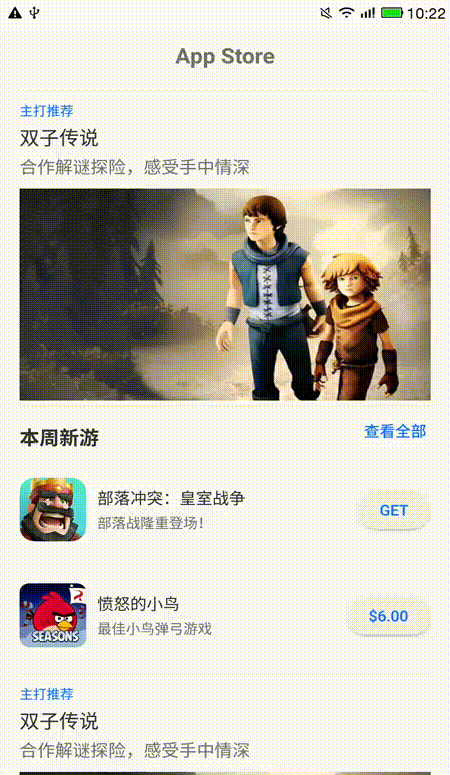 10:22
App Store
主打推荐
双子传说
合作解谜探险，感受手中情深
本周新游
查看全部
部落冲突：皇室战争
部落战隆重登场！
GET
愤怒的小鸟
最佳小鸟弹弓游戏
$6.00
SEASONS
主打推荐
双子传说
合作解谜探险，感受手中情深